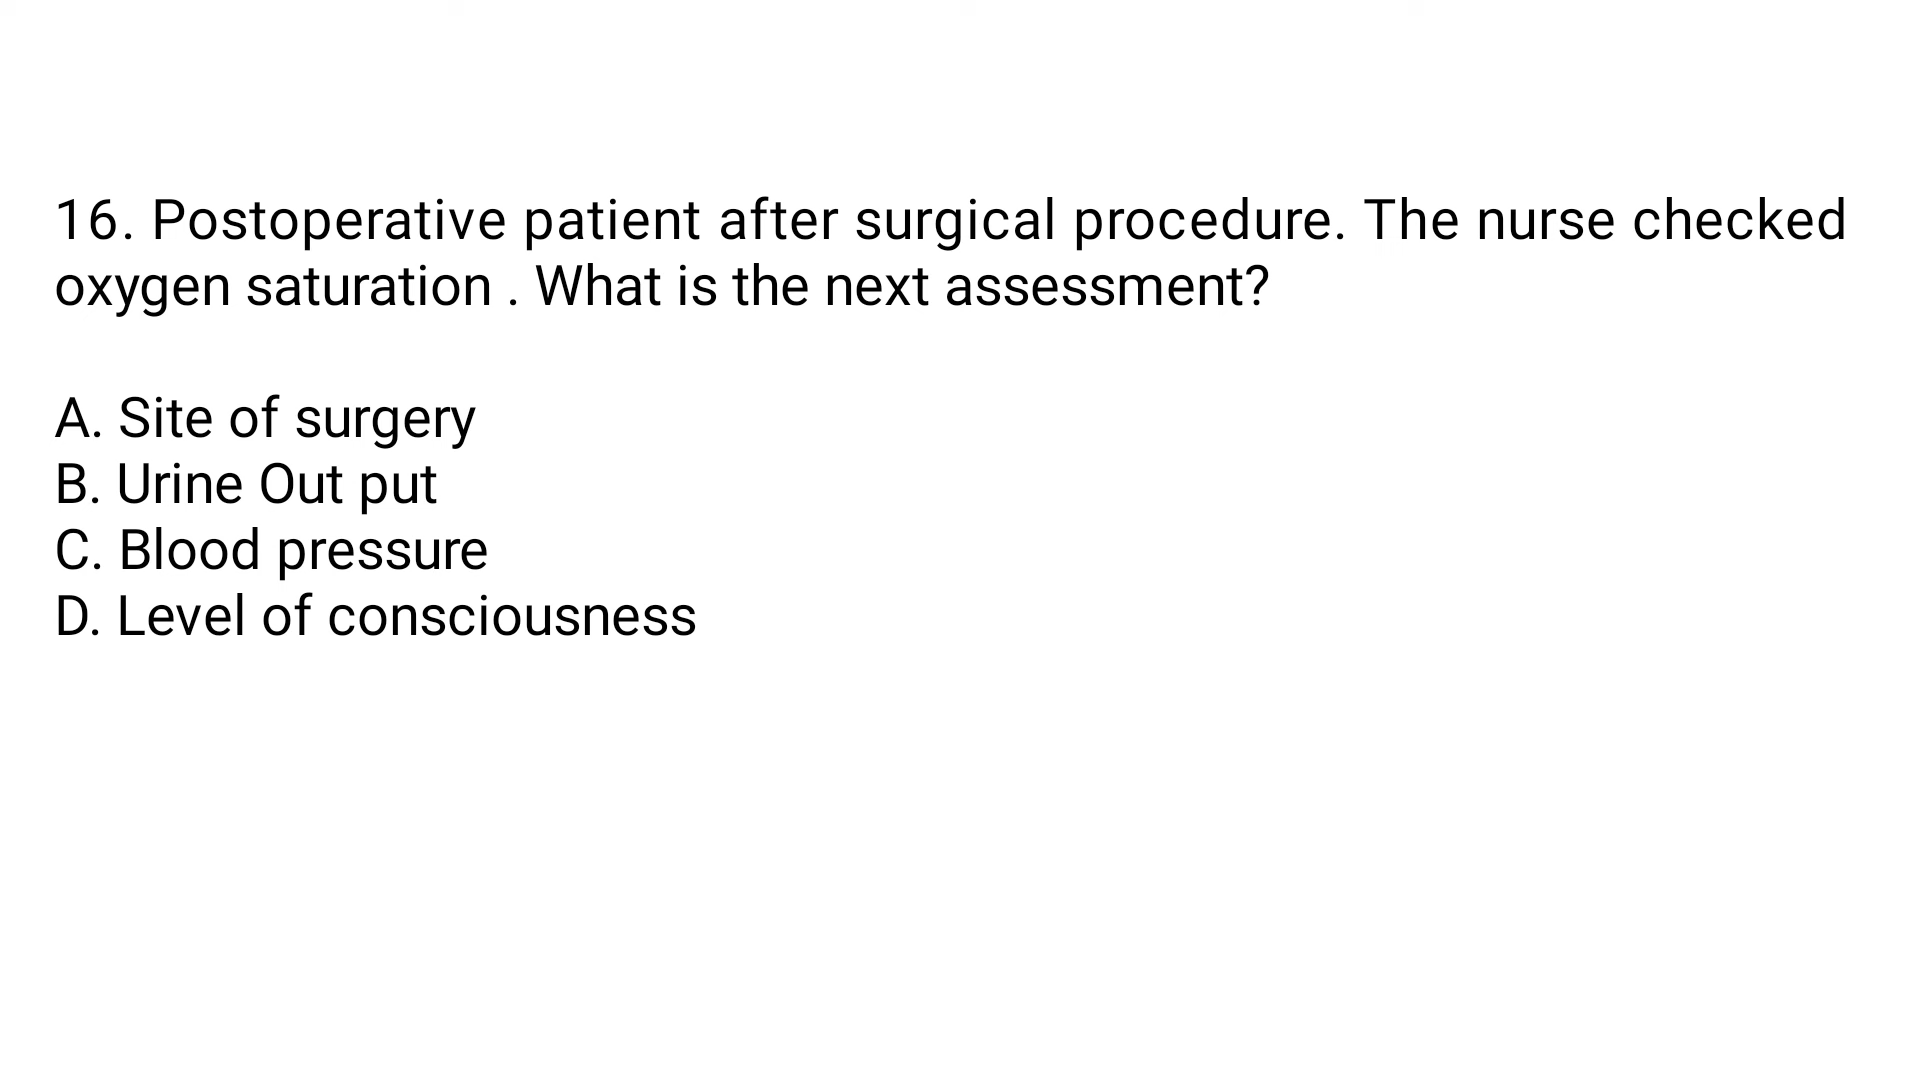 16. Postoperative patient after surgical procedure. The nurse checked
oxygen saturation . What is the next assessment?
A. Site of surgery
B. Urine Out put
C. Blood pressure
D. Level of consciousness